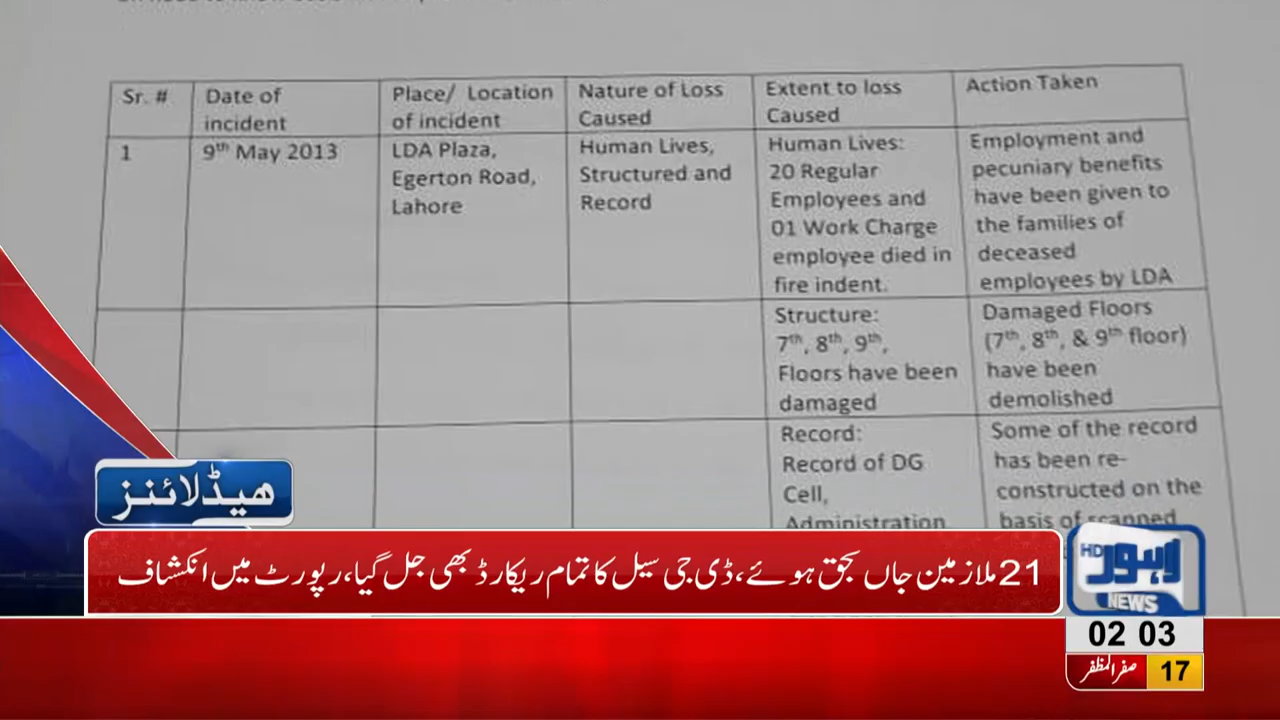 Sr. #
Date of
incident
Place/ Location
of incident
Nature of Loss
Caused
Extent to loss
Caused
Action Taken
1
9th May 2013
LDA Plaza,
Egerton Road,
Lahore
Human Lives,
Structured and
Record
Human Lives:
20 Regular
Employees and
01 Work Charge
employee died in
fire indent.
Employment and
pecuniary benefits
have been given to
the families of
deceased
employees by LDA
Structure:
7th, 8th, 9th,
Floors have been
damaged
Damaged Floors
(7th, 8th, & 9th floor)
have been
demolished
Record:
Record of DG
Cell,
Administration
Some of the record
has been re-
constructed on the
basis of scanned
ہیڈلائنز
21 ملازمین جاں بحق ہوئے، ڈی جی سیل کا تمام ریکارڈ بھی جل گیا، رپورٹ میں انکشاف
HD
لاہور
NEWS
02 03
صفر المظفر 17